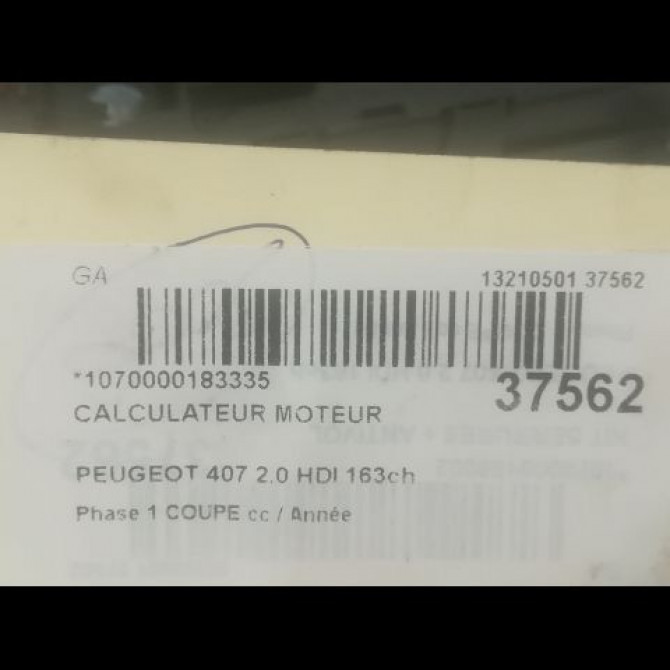 GA 13210501 37562
*1070000183335 37562
CALCULATEUR MOTEUR
PEUGEOT 407 2.0 HDI 163ch
Phase 1 COUPE cc / Année